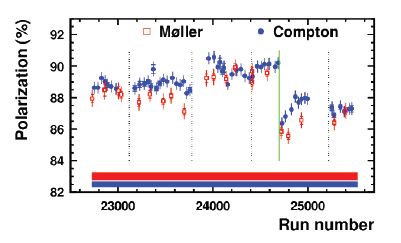 Møller Compton
Polarization (%)
92
90
88
86
84
82
23000 24000 25000
Run number